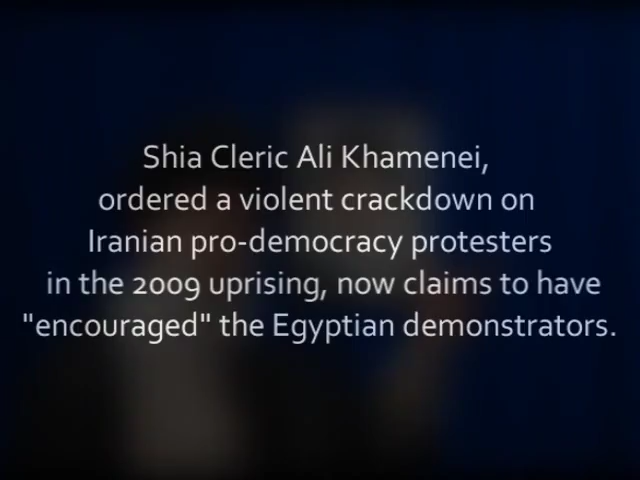 Shia Cleric Ali Khamenei,
ordered a violent crackdown on
Iranian pro-democracy protesters
in the 2009 uprising, now claims to have
"encouraged" the Egyptian demonstrators.